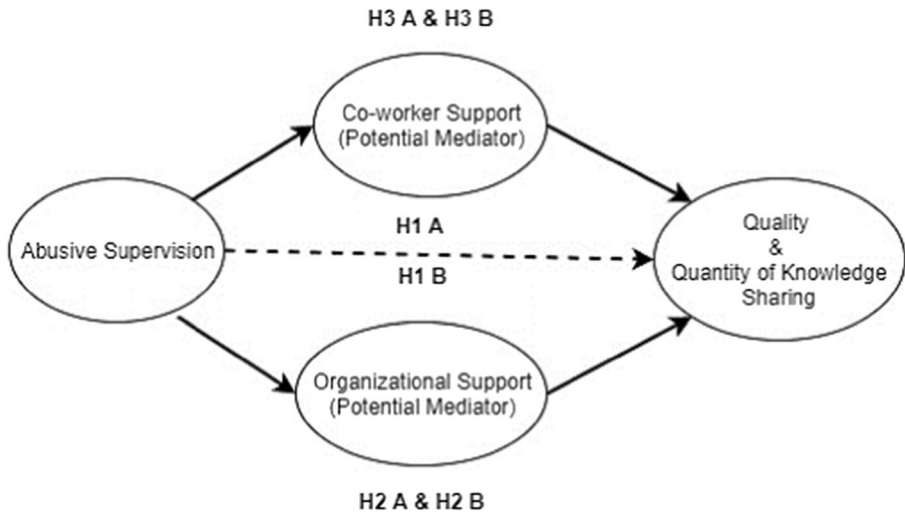 H3 A & H3 B
Co-worker Support
(Potential Mediator)
Abusive Supervision
H1 A
H1 B
Quality
&
Quantity of Knowledge
Sharing
Organizational Support
(Potential Mediator)
H2 A & H2 B